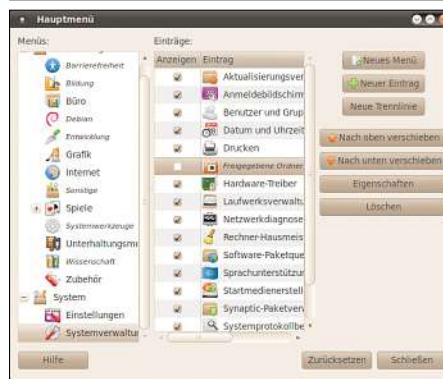 Hauptmenü
Menüs:
Barrierefreiheit
Bildung
Büro
Debian
Entwicklung
Grafik
Internet
Sonstige
Spiele
Systemwerkzeuge
Unterhaltungsme
Wissenschaft
Zubehör
System
Einstellungen
Systemverwaltu
Einträge:
Anzeigen Eintrag
Aktualisierungsver
Anmeldebildschirm
Benutzer und Grup
Datum und Uhrzeit
Drucken
Freigegebene Ordner
Hardware-Treiber
Laufwerksverwaltu
Netzwerkdiagnose
Rechner-Hausmeis
Software-Paketque
Sprachunterstützur
Startmedienerstell
Synaptic-Paketverv
Systemprotokollbe
Neues Menü
Neuer Eintrag
Neue Trennlinie
Nach oben verschieben
Nach unten verschieben
Eigenschaften
Löschen
Hilfe
Zurücksetzen
Schließen